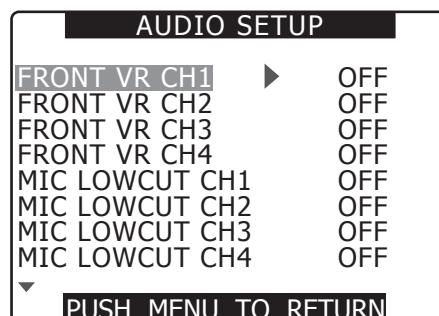 AUDIO SETUP
FRONT VR CH1 ▶ OFF
FRONT VR CH2 OFF
FRONT VR CH3 OFF
FRONT VR CH4 OFF
MIC LOWCUT CH1 OFF
MIC LOWCUT CH2 OFF
MIC LOWCUT CH3 OFF
MIC LOWCUT CH4 OFF
PUSH MENU TO RETURN